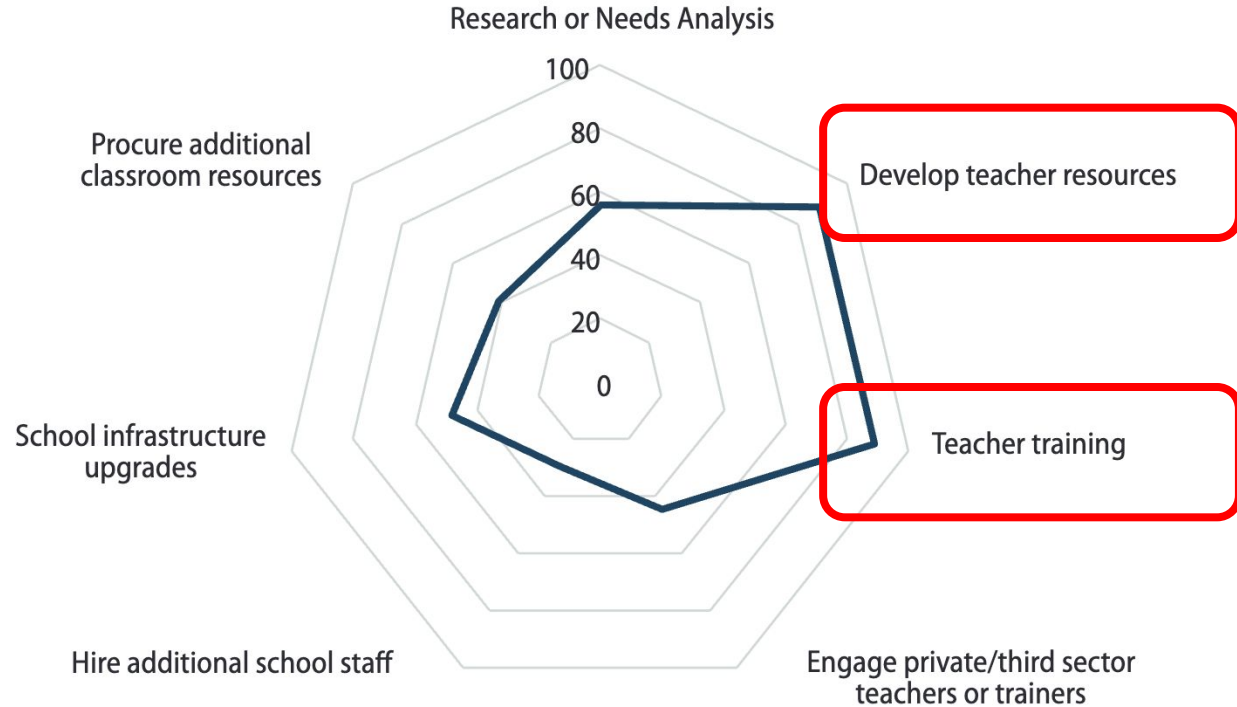 Research or Needs Analysis
100
80
60
40
20
0
Develop teacher resources
Teacher training
Engage private/third sector
teachers or trainers
Hire additional school staff
School infrastructure
upgrades
Procure additional
classroom resources